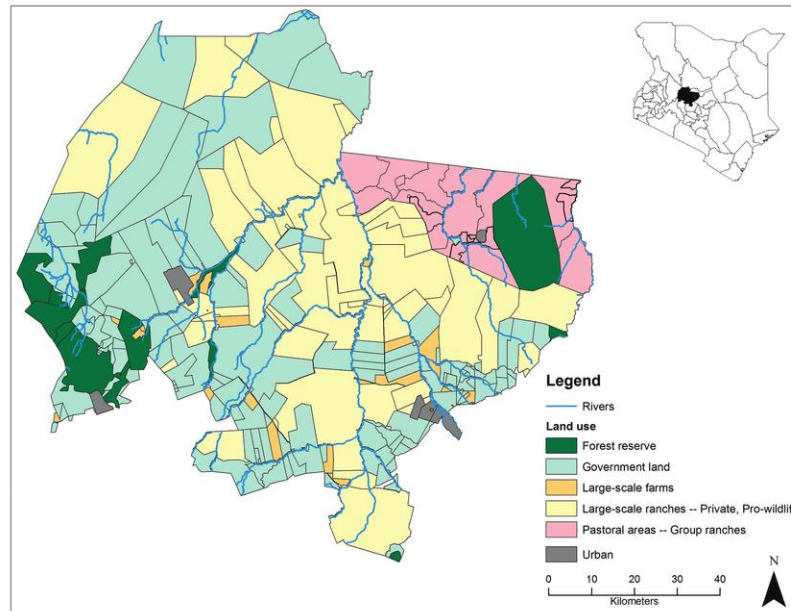 Legend
Rivers
Land use
Forest reserve
Government land
Large-scale farms
Large-scale ranches -- Private, Pro-wildlif
Pastoral areas -- Group ranches
Urban
N
0 10 20 30 40
Kilometers